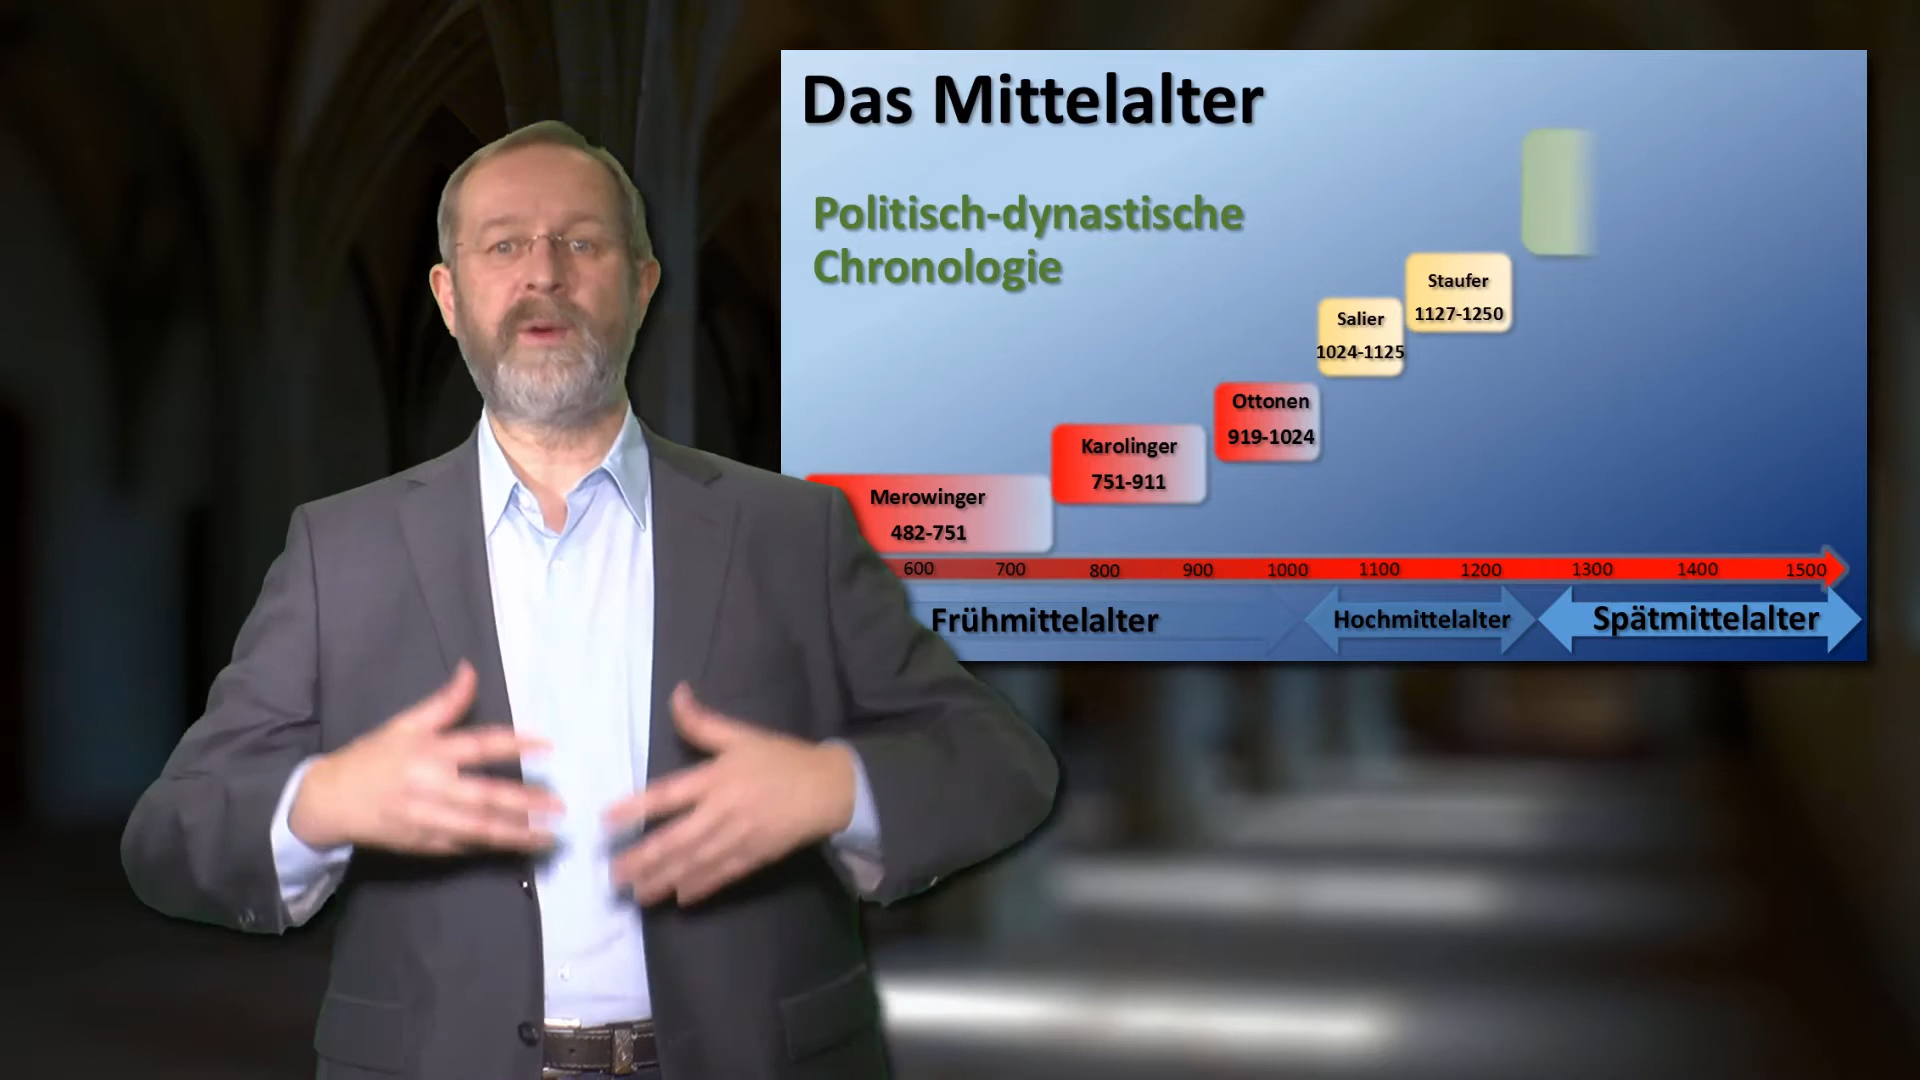 Das Mittelalter
Politisch-dynastische
Chronologie
Staufer
1127-1250
Salier
1024-1125
Ottonen
919-1024
Karolinger
751-911
Merowinger
482-751
600 700 800 900 1000 1100 1200 1300 1400 1500
Frühmittelalter Hochmittelalter Spätmittelalter